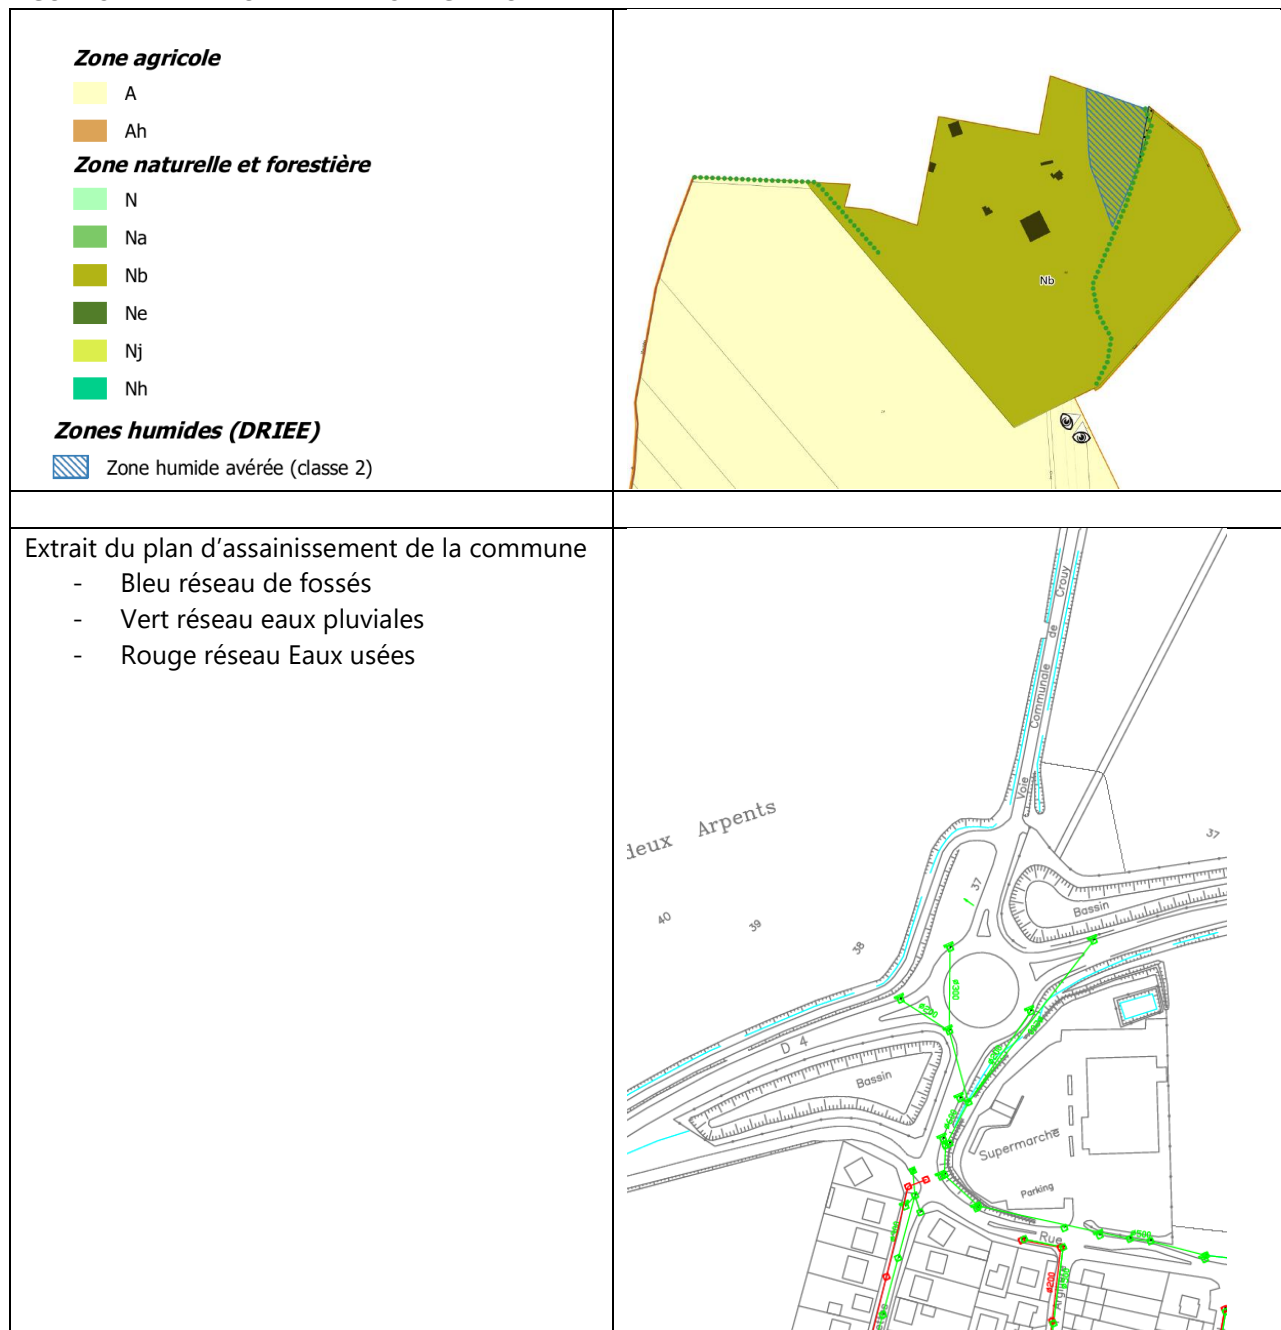 Zone agricole
A
Ah
Zone naturelle et forestière
N
Na
Nb
Ne
Nj
Nh
Zones humides (DRIEE)
Zone humide avérée (classe 2)
Nb
Extrait du plan d’assainissement de la commune
- Bleu réseau de fossés
- Vert réseau eaux pluviales
- Rouge réseau Eaux usées
Voie Communale de Crouy
deux Arpents
37
37
40
39
38
Bassin
ø300
D 4
Bassin
Supermarché
Parking
Rue
ø500
ø200